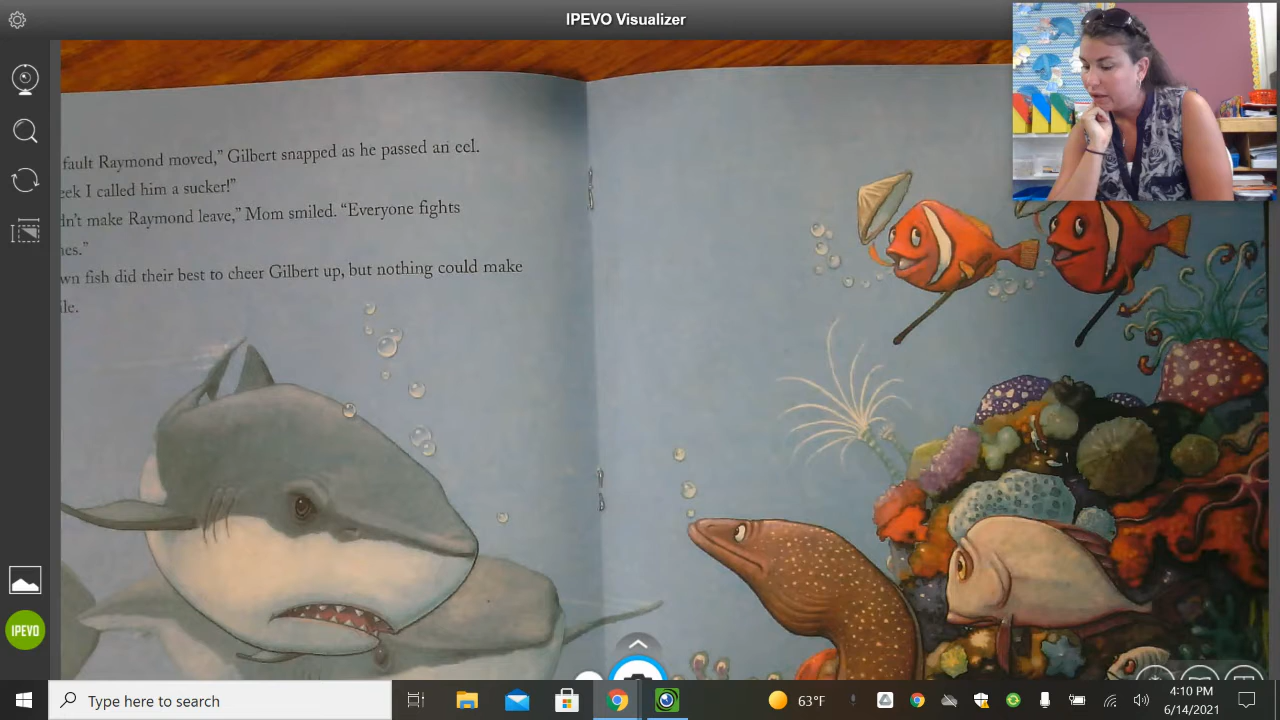 IPEVO Visualizer
fault Raymond moved,” Gilbert snapped as he passed an eel.
eek I called him a sucker!”
dn’t make Raymond leave,” Mom smiled. “Everyone fights
es.”
wn fish did their best to cheer Gilbert up, but nothing could make
ile.
IPEVO
Type here to search
63°F
4:10 PM
6/14/2021